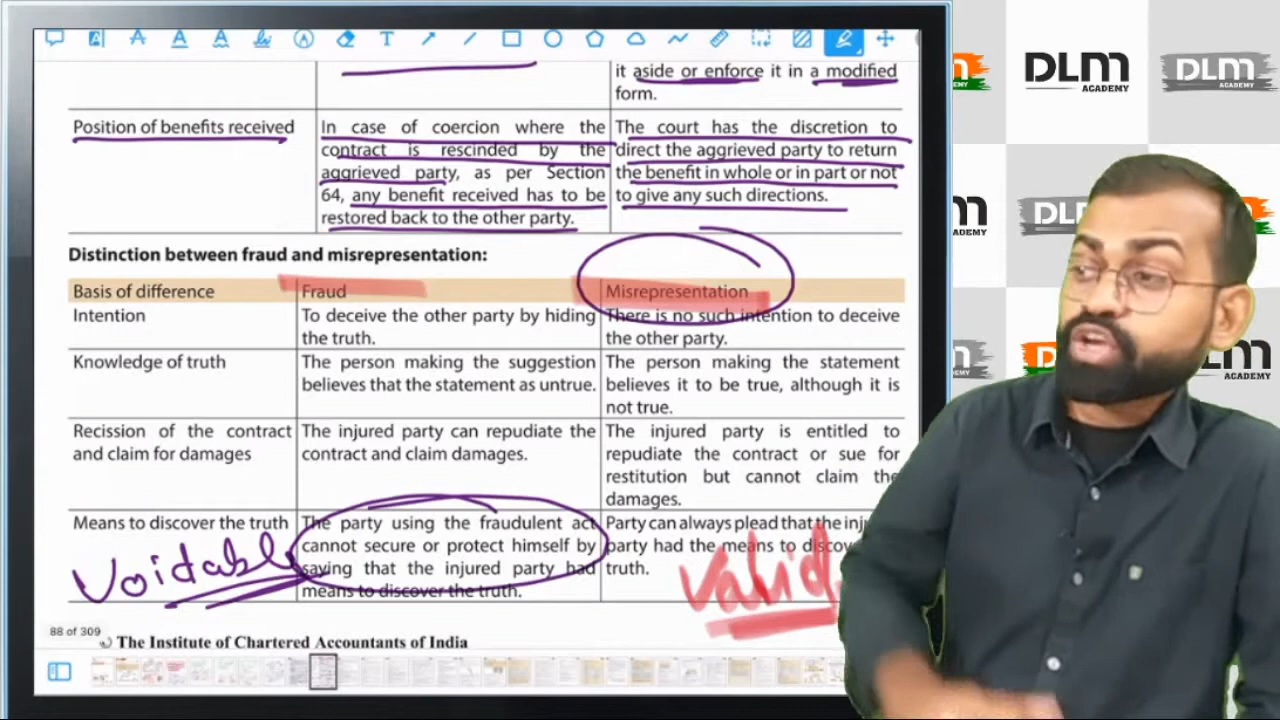 it aside or enforce it in a modified
form.
Position of benefits received
In case of coercion where the
contract is rescinded by the
aggrieved party, as per Section
64, any benefit received has to be
restored back to the other party.
The court has the discretion to
direct the aggrieved party to return
the benefit in whole or in part or not
to give any such directions.
Distinction between fraud and misrepresentation:
Basis of difference
Fraud
Misrepresentation
Intention
To deceive the other party by hiding
the truth.
There is no such intention to deceive
the other party.
Knowledge of truth
The person making the suggestion
believes that the statement as untrue.
The person making the statement
believes it to be true, although it is
not true.
Recission of the contract
and claim for damages
The injured party can repudiate the
contract and claim damages.
The injured party is entitled to
repudiate the contract or sue for
restitution but cannot claim the
damages.
Means to discover the truth
The party using the fraudulent act
cannot secure or protect himself by
saying that the injured party had
means to discover the truth.
Party can always plead that the
party had the means to
truth.
Voidable
Valid
88 of 309
The Institute of Chartered Accountants of India
DLM
ACADEMY
DLM
ACADEMY
ACADEMY